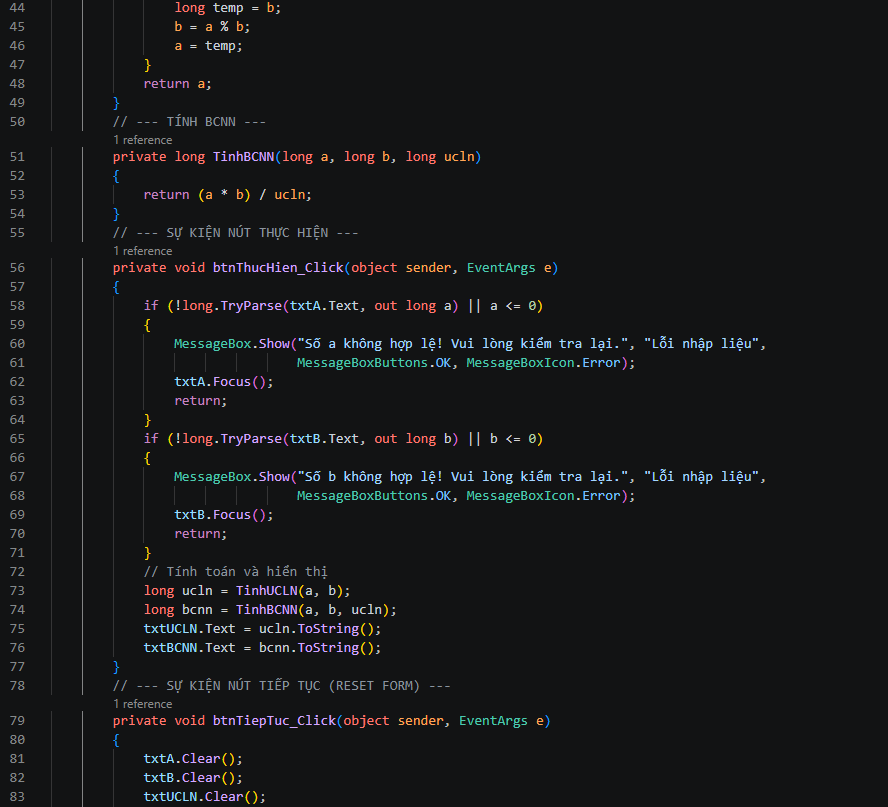 44 long temp = b;
45 b = a % b;
46 a = temp;
47 }
48 return a;
49 }
50 // --- TÍNH BCNN ---
1 reference
51 private long TinhBCNN(long a, long b, long ucln)
52 {
53 return (a * b) / ucln;
54 }
55 // --- SỰ KIỆN NÚT THỰC HIỆN ---
1 reference
56 private void btnThucHien_Click(object sender, EventArgs e)
57 {
58 if (!long.TryParse(txtA.Text, out long a) || a <= 0)
59 {
60 MessageBox.Show("Số a không hợp lệ! Vui lòng kiểm tra lại.", "Lỗi nhập liệu",
61 MessageBoxButtons.OK, MessageBoxIcon.Error);
62 txtA.Focus();
63 return;
64 }
65 if (!long.TryParse(txtB.Text, out long b) || b <= 0)
66 {
67 MessageBox.Show("Số b không hợp lệ! Vui lòng kiểm tra lại.", "Lỗi nhập liệu",
68 MessageBoxButtons.OK, MessageBoxIcon.Error);
69 txtB.Focus();
70 return;
71 }
72 // Tính toán và hiển thị
73 long ucln = TinhUCLN(a, b);
74 long bcnn = TinhBCNN(a, b, ucln);
75 txtUCLN.Text = ucln.ToString();
76 txtBCNN.Text = bcnn.ToString();
77 }
78 // --- SỰ KIỆN NÚT TIẾP TỤC (RESET FORM) ---
1 reference
79 private void btnTiepTuc_Click(object sender, EventArgs e)
80 {
81 txtA.Clear();
82 txtB.Clear();
83 txtUCLN.Clear();